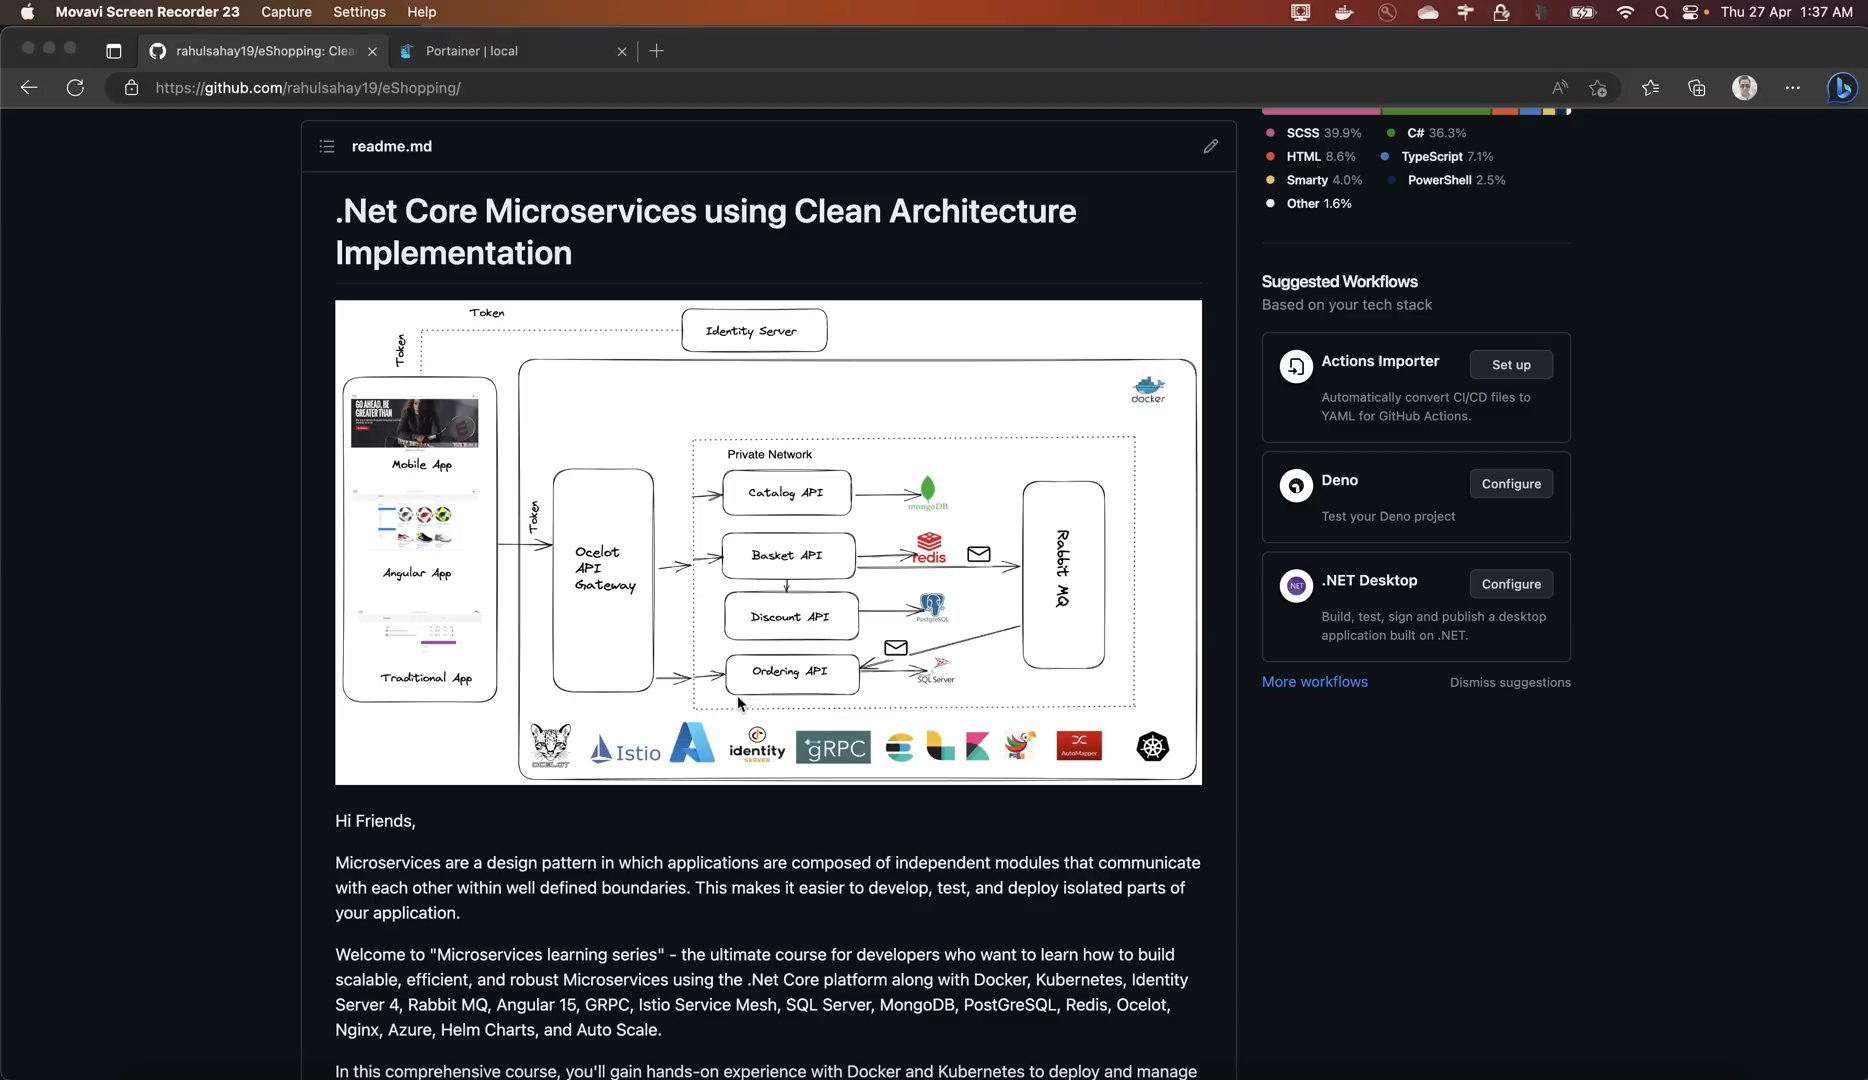 Movavi Screen Recorder 23 Capture Settings Help Thu 27 Apr 1:37 AM
rahulsahay19/eShopping: Clea Portainer | local
https://github.com/rahulsahay19/eShopping/
readme.md
.Net Core Microservices using Clean Architecture
Implementation
Token
Token
Identity Server
docker
GO AHEAD, BE
GREATER THAN
Mobile App
Angular App
Traditional App
Token
Ocelot
API
Gateway
Private Network
Catalog API
mongoDB
Basket API
redis
Discount API
PostgreSQL
Ordering API
SQL Server
Rabbit MQ
OCELOT
Istio
identity
SERVER
gRPC
AutoMapper
Hi Friends,
Microservices are a design pattern in which applications are composed of independent modules that communicate
with each other within well defined boundaries. This makes it easier to develop, test, and deploy isolated parts of
your application.
Welcome to "Microservices learning series" - the ultimate course for developers who want to learn how to build
scalable, efficient, and robust Microservices using the .Net Core platform along with Docker, Kubernetes, Identity
Server 4, Rabbit MQ, Angular 15, GRPC, Istio Service Mesh, SQL Server, MongoDB, PostGreSQL, Redis, Ocelot,
Nginx, Azure, Helm Charts, and Auto Scale.
In this comprehensive course, you'll gain hands-on experience with Docker and Kubernetes to deploy and manage
SCSS 39.9% C# 36.3%
HTML 8.6% TypeScript 7.1%
Smarty 4.0% PowerShell 2.5%
Other 1.6%
Suggested Workflows
Based on your tech stack
Actions Importer Set up
Automatically convert CI/CD files to
YAML for GitHub Actions.
Deno Configure
Test your Deno project
.NET
.NET Desktop Configure
Build, test, sign and publish a desktop
application built on .NET.
More workflows Dismiss suggestions